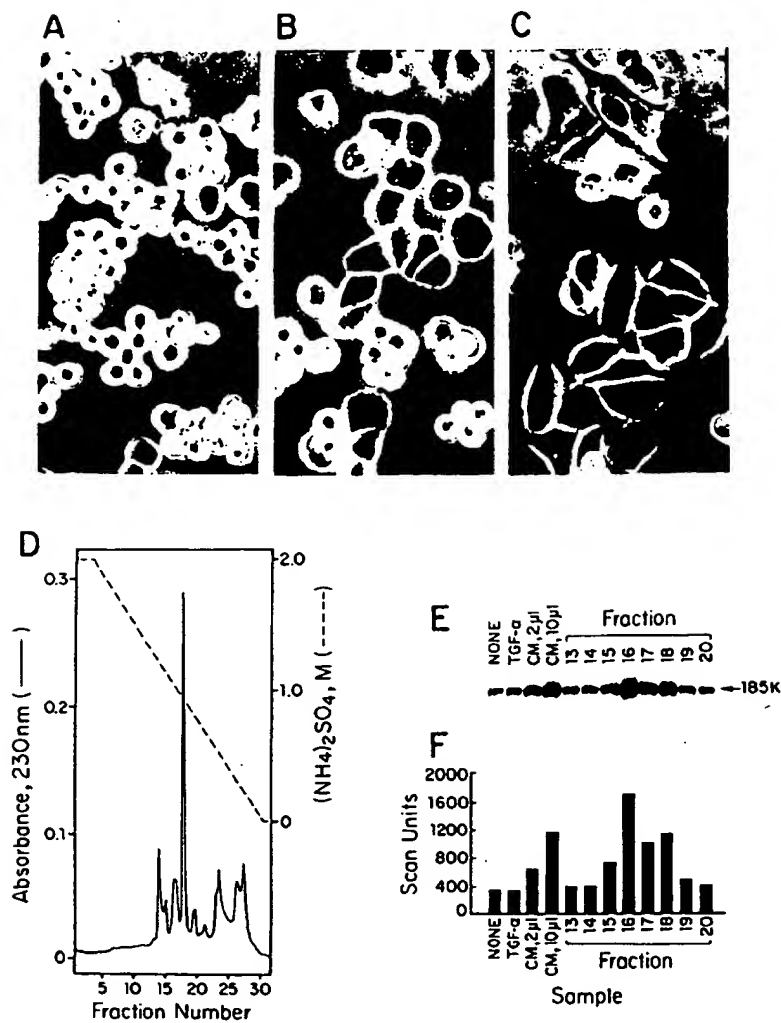 A B C
D
Absorbance, 230nm ( —— )
0.3
0.2
0.1
0
2.0
1.0
0
(NH4)2SO4, M ( ---- )
5 10 15 20 25 30
Fraction Number
E
Fraction
NONE
TGF-α
CM, 2µl
CM, 10µl
13
14
15
16
17
18
19
20
185K
F
Scan Units
2000
1600
1200
800
400
0
NONE
TGF-α
CM, 2µl
CM, 10µl
13
14
15
16
17
18
19
20
Fraction
Sample